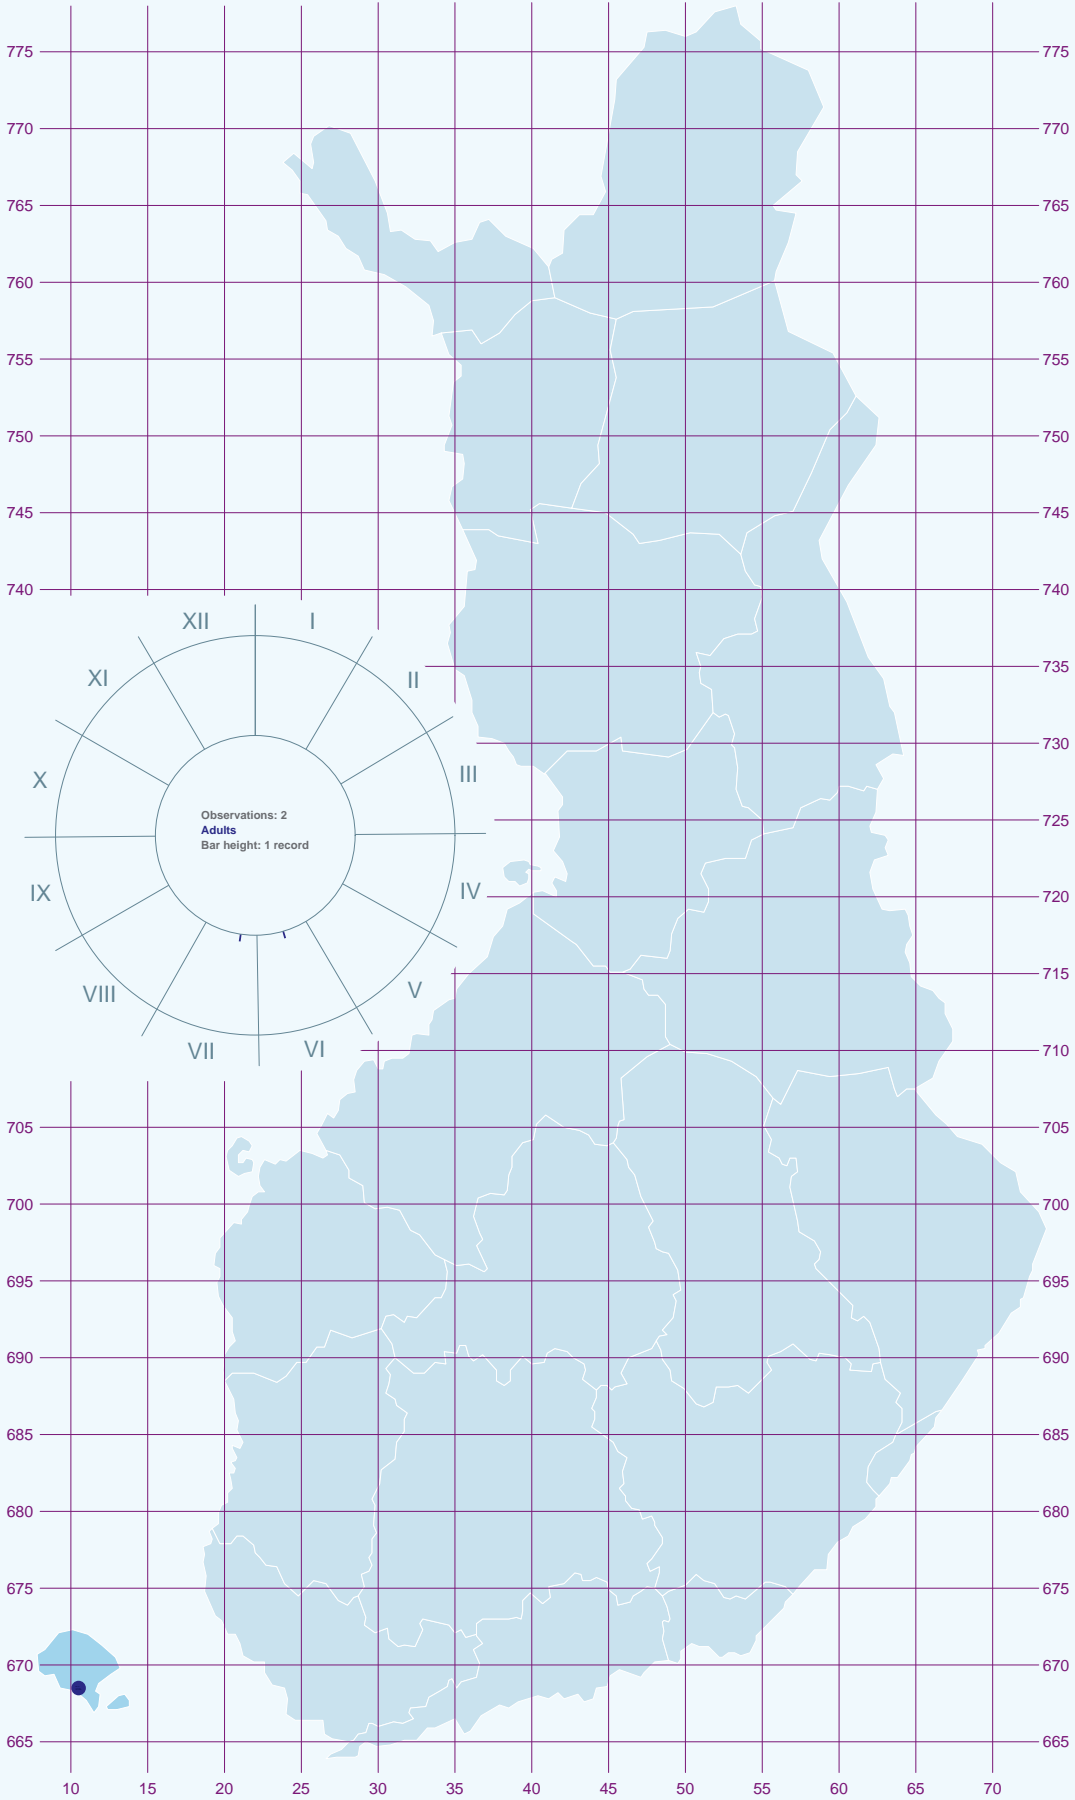 775 775
770 770
765 765
760 760
755 755
750 750
745 745
740 740
XII I
XI II
735
730
X III
Observations: 2
Adults
Bar height: 1 record
725
IX IV
720
VIII V
715
VII VI
710
705 705
700 700
695 695
690 690
685 685
680 680
675 675
670 670
665 665
10 15 20 25 30 35 40 45 50 55 60 65 70